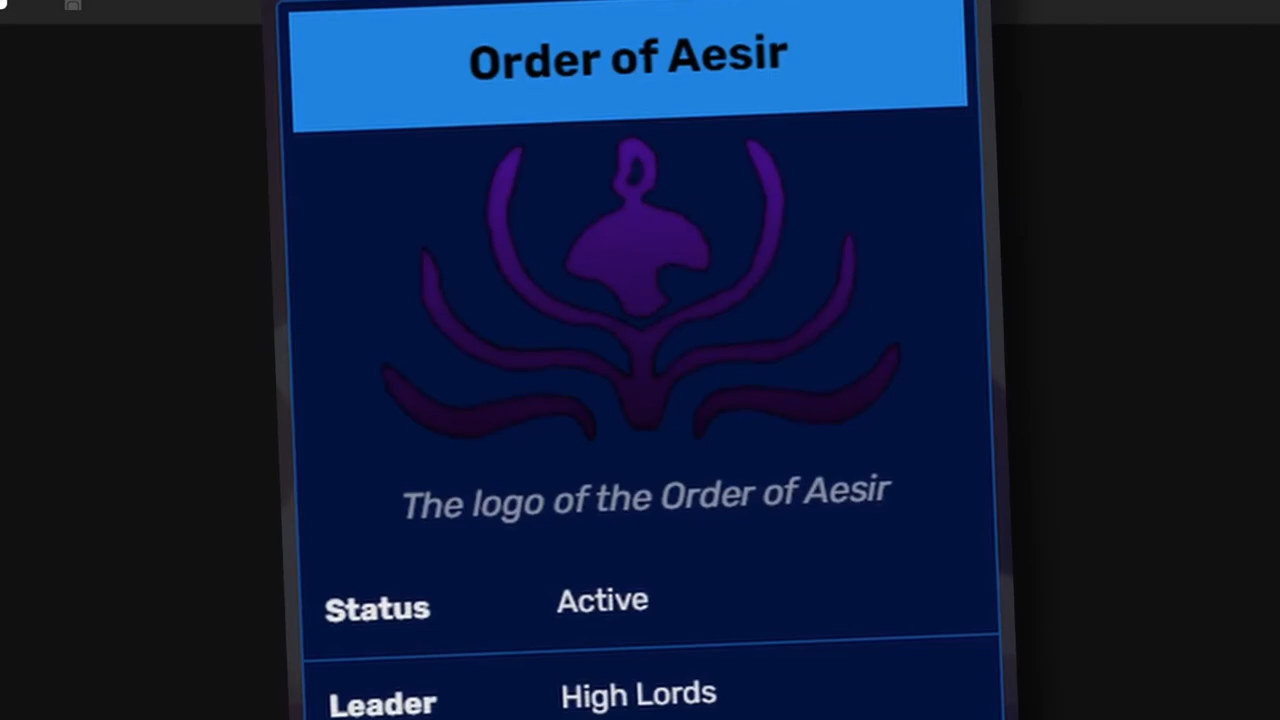 Order of Aesir
The logo of the Order of Aesir
Status Active
Leader High Lords